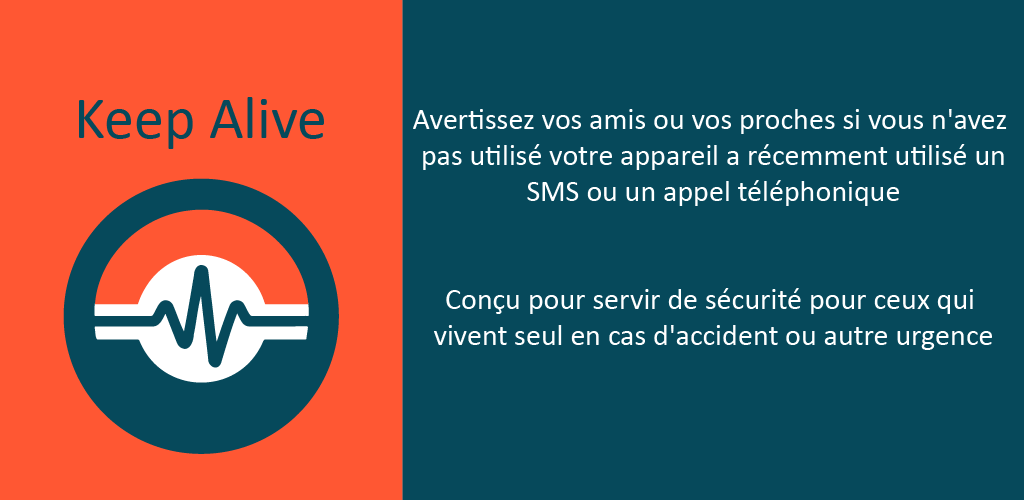 Keep Alive
Avertissez vos amis ou vos proches si vous n'avez
pas utilisé votre appareil a récemment utilisé un
SMS ou un appel téléphonique
Conçu pour servir de sécurité pour ceux qui
vivent seul en cas d'accident ou autre urgence